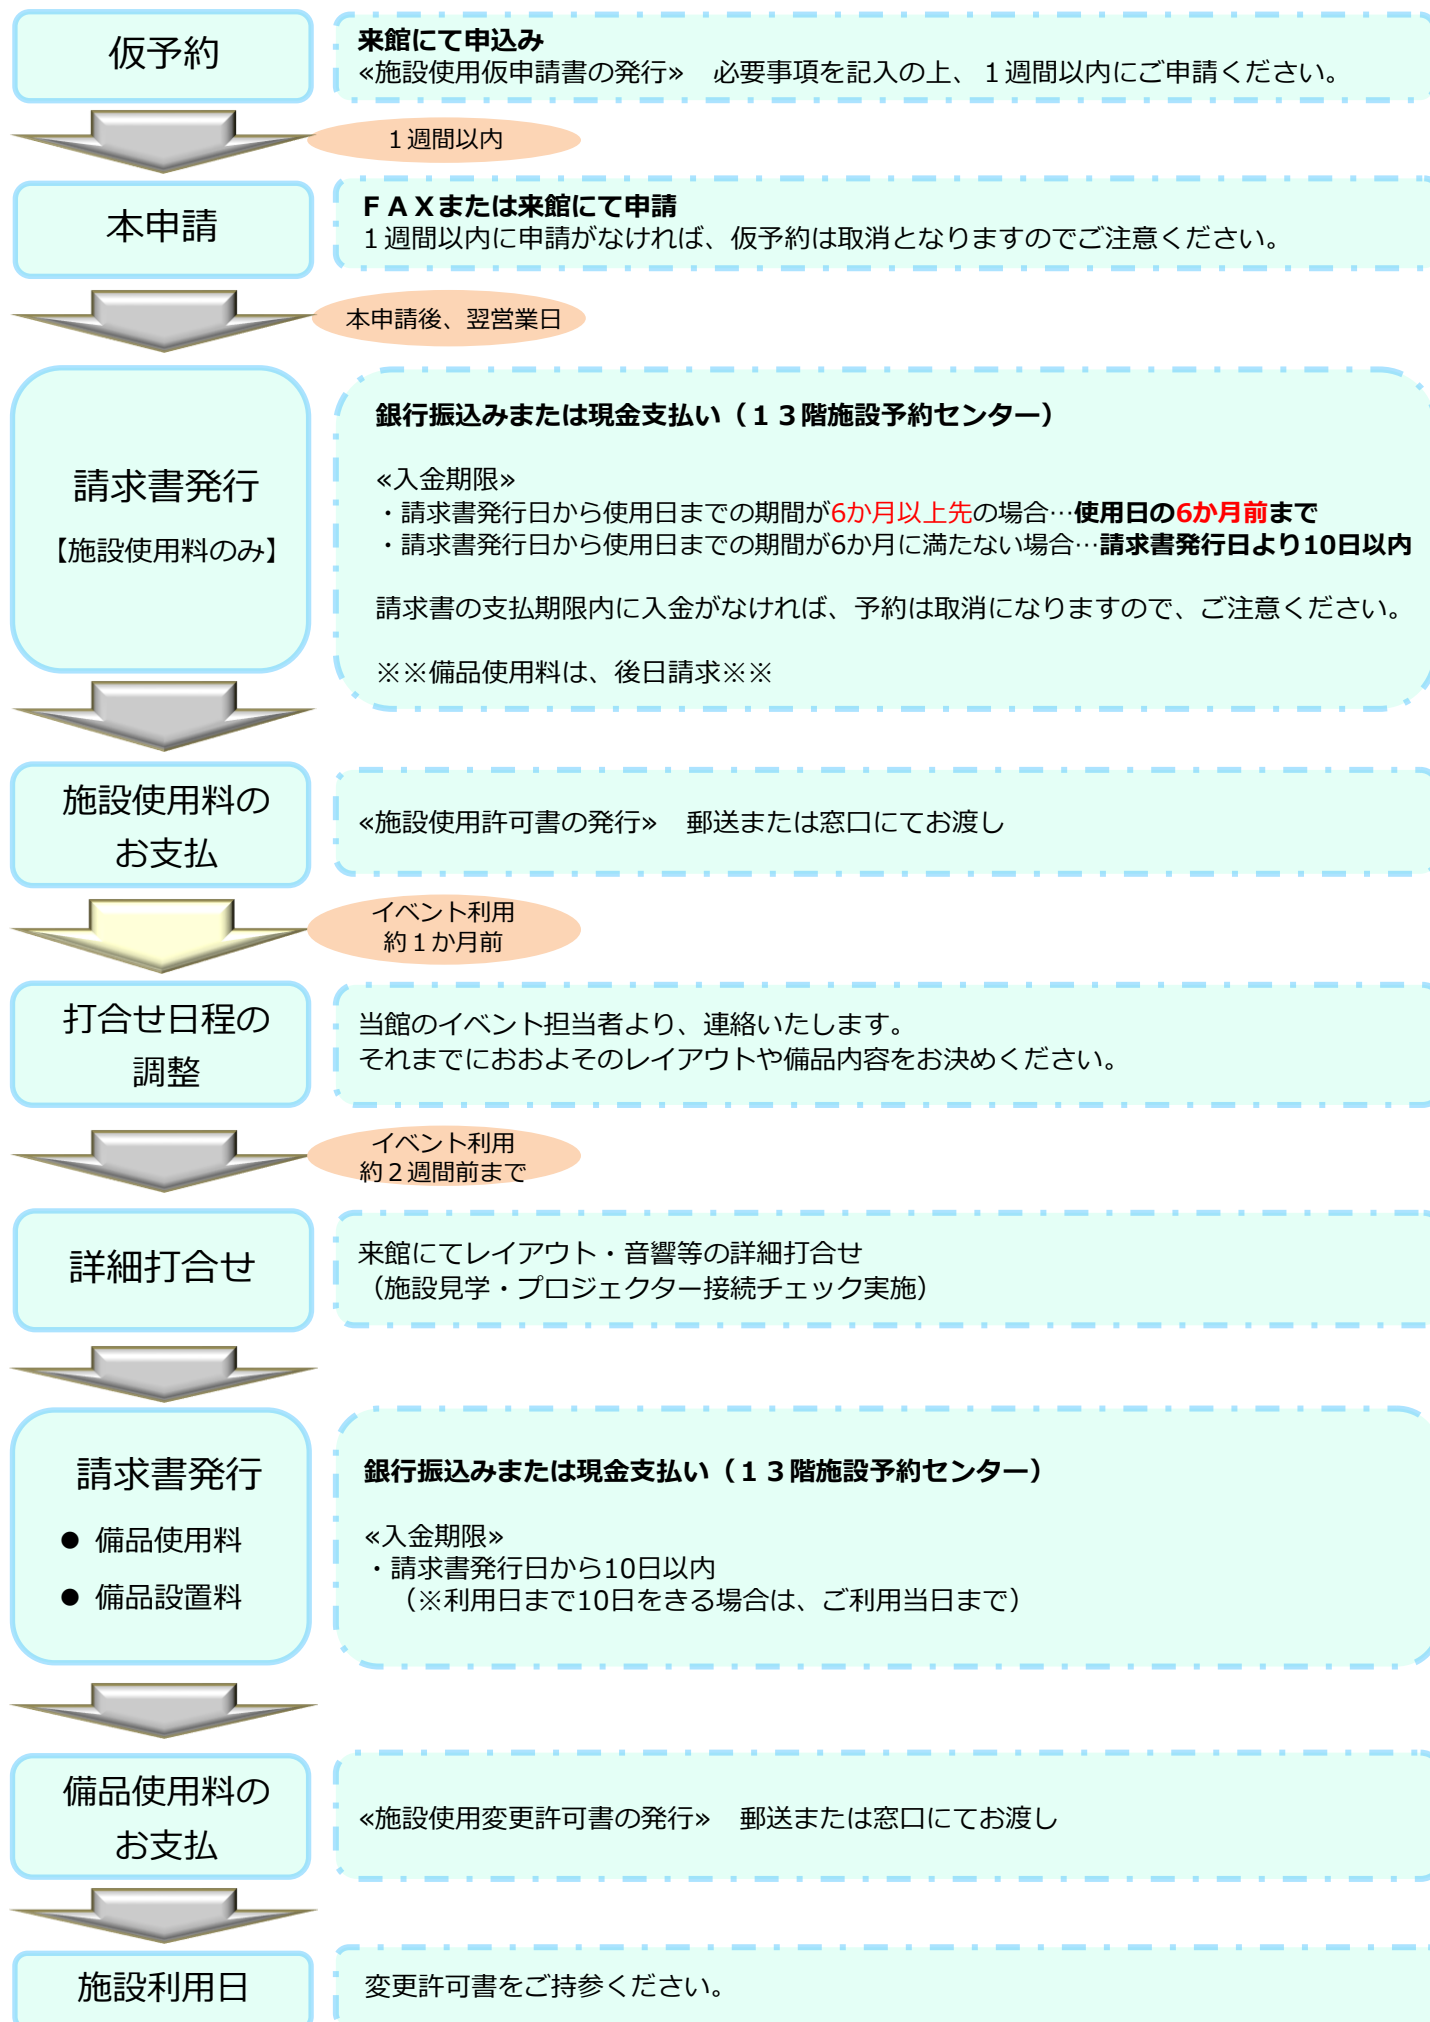 仮予約
来館にて申込み
≪施設使用仮申請書の発行≫　必要事項を記入の上、１週間以内にご申請ください。
１週間以内
本申請
ＦＡＸまたは来館にて申請
１週間以内に申請がなければ、仮予約は取消となりますのでご注意ください。
本申請後、翌営業日
請求書発行
【施設使用料のみ】
銀行振込みまたは現金支払い（１３階施設予約センター）
≪入金期限≫
・請求書発行日から使用日までの期間が6か月以上先の場合…使用日の6か月前まで
・請求書発行日から使用日までの期間が6か月に満たない場合…請求書発行日より10日以内
請求書の支払期限内に入金がなければ、予約は取消になりますので、ご注意ください。
※※備品使用料は、後日請求※※
施設使用料の
お支払
≪施設使用許可書の発行≫　郵送または窓口にてお渡し
イベント利用
約１か月前
打合せ日程の
調整
当館のイベント担当者より、連絡いたします。
それまでにおおよそのレイアウトや備品内容をお決めください。
イベント利用
約２週間前まで
詳細打合せ
来館にてレイアウト・音響等の詳細打合せ
（施設見学・プロジェクター接続チェック実施）
請求書発行
● 備品使用料
● 備品設置料
銀行振込みまたは現金支払い（１３階施設予約センター）
≪入金期限≫
・請求書発行日から10日以内
（※利用日まで10日をきる場合は、ご利用当日まで）
備品使用料の
お支払
≪施設使用変更許可書の発行≫　郵送または窓口にてお渡し
施設利用日
変更許可書をご持参ください。